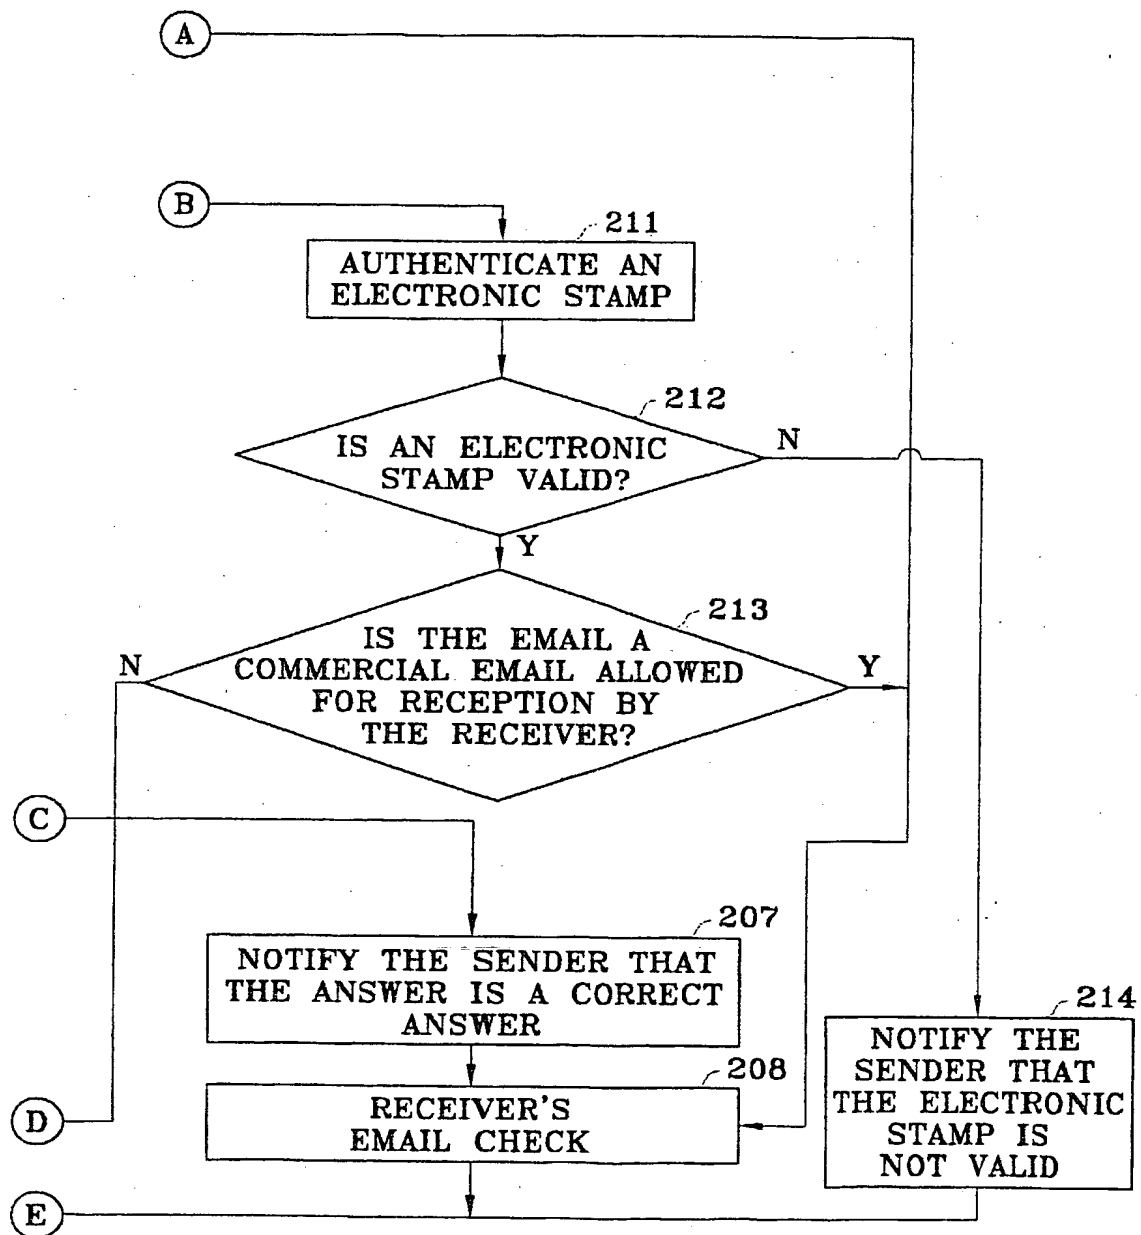 A
B
211
AUTHENTICATE AN
ELECTRONIC STAMP
212
IS AN ELECTRONIC
STAMP VALID?
N
Y
213
IS THE EMAIL A
COMMERCIAL EMAIL ALLOWED
FOR RECEPTION BY
THE RECEIVER?
N
Y
C
207
NOTIFY THE SENDER THAT
THE ANSWER IS A CORRECT
ANSWER
214
NOTIFY THE
SENDER THAT
THE ELECTRONIC
STAMP IS
NOT VALID
208
RECEIVER'S
EMAIL CHECK
D
E